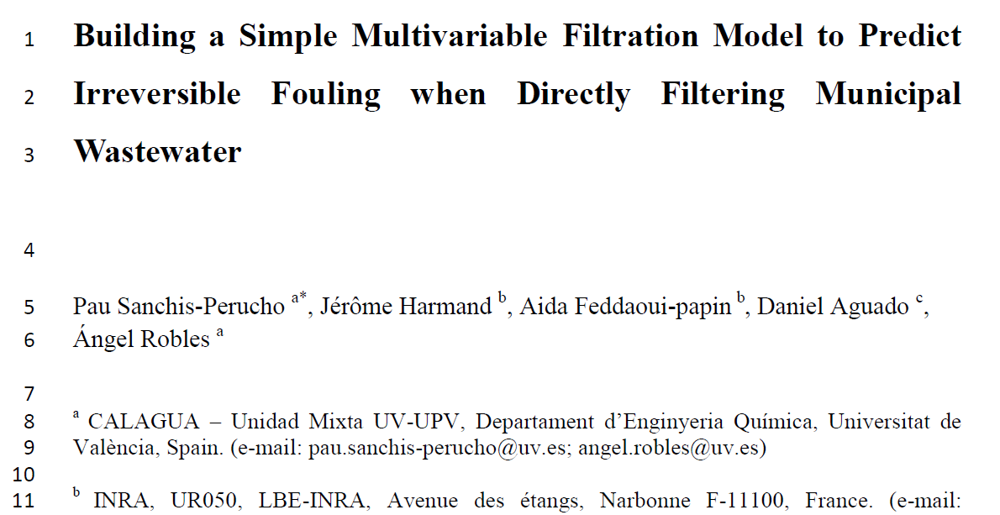 1 Building a Simple Multivariable Filtration Model to Predict
2 Irreversible Fouling when Directly Filtering Municipal
3 Wastewater
4
5 Pau Sanchis-Perucho a*, Jérôme Harmand b, Aida Feddaoui-papin b, Daniel Aguado c,
6 Ángel Robles a
7
8 a CALAGUA – Unidad Mixta UV-UPV, Departament d’Enginyeria Química, Universitat de
9 València, Spain. (e-mail: pau.sanchis-perucho@uv.es; angel.robles@uv.es)
10
11 b INRA, UR050, LBE-INRA, Avenue des étangs, Narbonne F-11100, France. (e-mail: